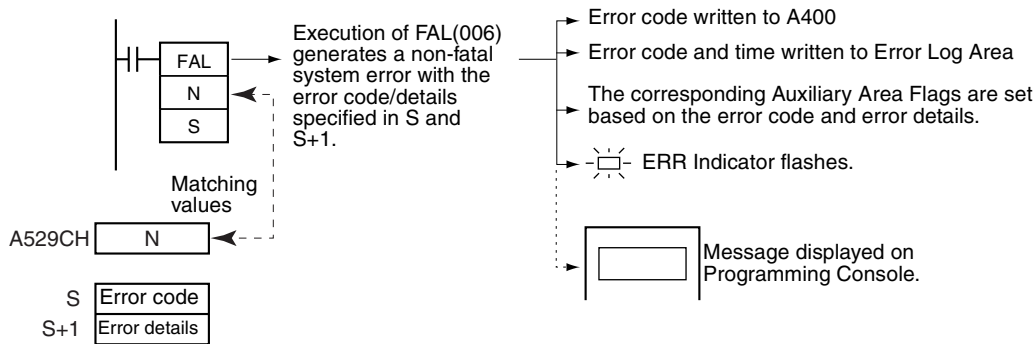 FAL
N
S
Execution of FAL(006)
generates a non-fatal
system error with the
error code/details
specified in S and
S+1.
Error code written to A400
Error code and time written to Error Log Area
The corresponding Auxiliary Area Flags are set
based on the error code and error details.
ERR Indicator flashes.
Message displayed on
Programming Console.
Matching
values
A529CH N
S Error code
S+1 Error details